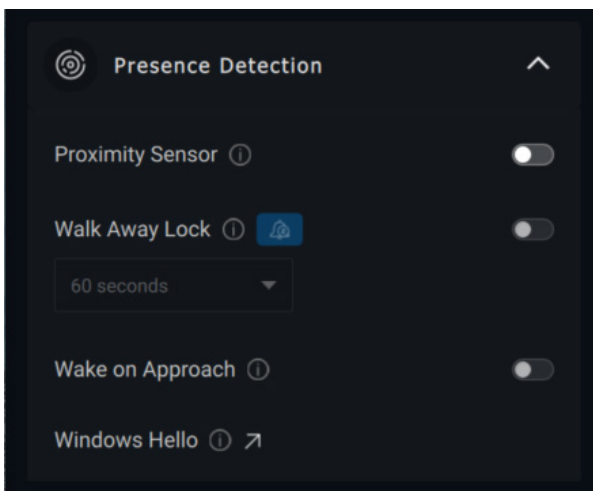 Presence Detection
Proximity Sensor
Walk Away Lock
60 seconds
Wake on Approach
Windows Hello